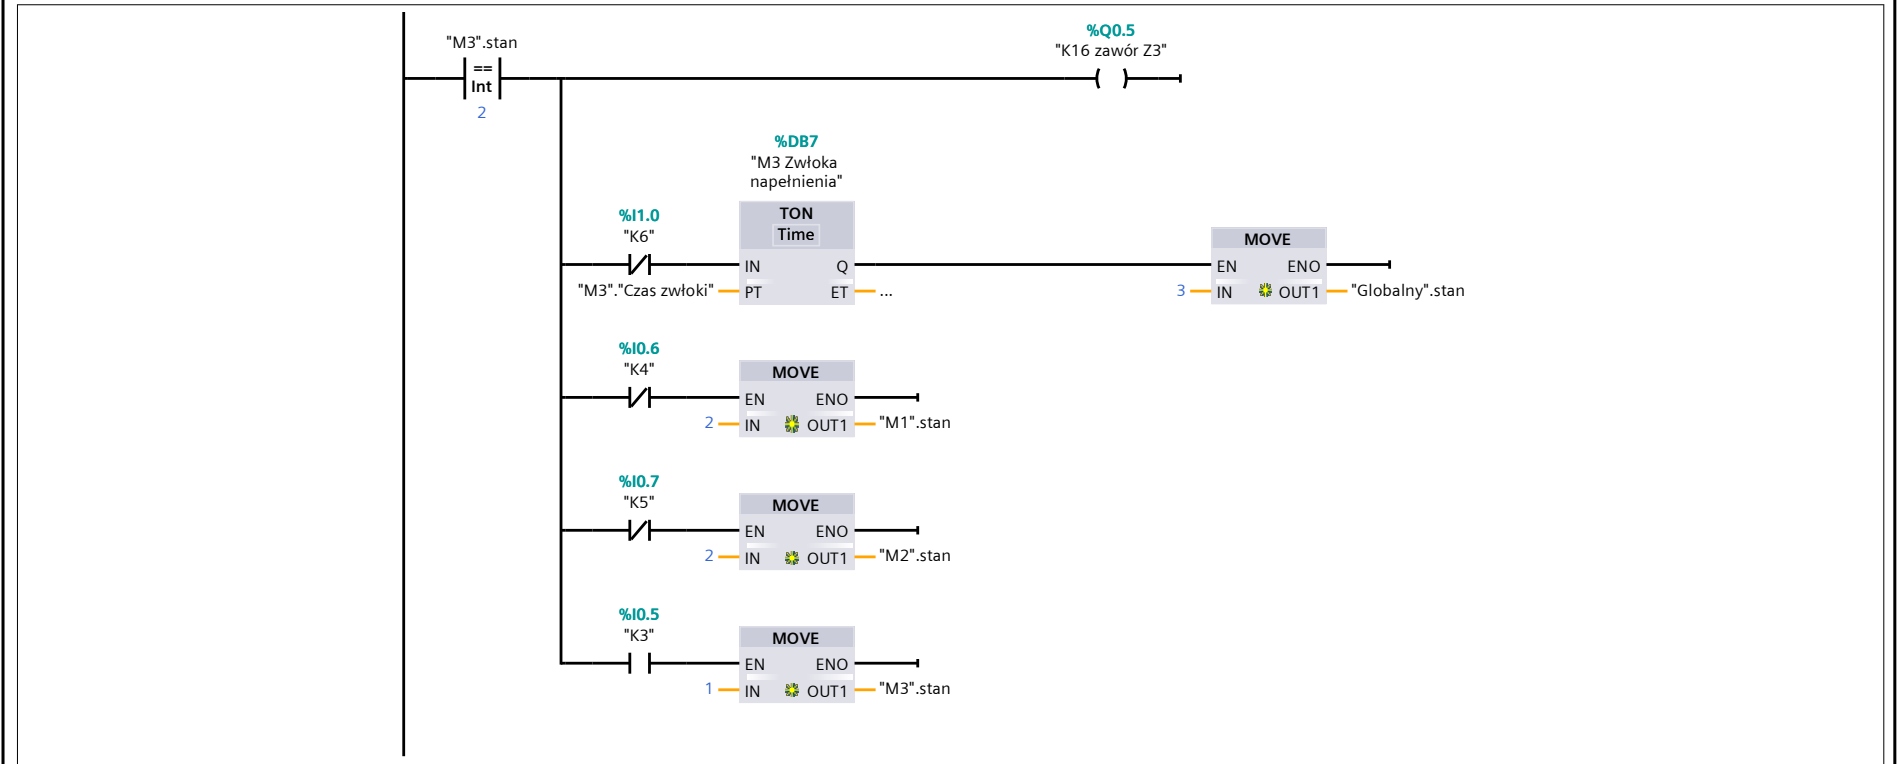 "M3".stan
==
Int
2
%Q0.5
"K16 zawór Z3"
%DB7
"M3 Zwłoka
napełnienia"
%I1.0
"K6"
TON
Time
IN Q
"M3"."Czas zwłoki" PT ET ...
MOVE
EN ENO
3 IN OUT1 "Globalny".stan
%I0.6
"K4"
MOVE
EN ENO
2 IN OUT1 "M1".stan
%I0.7
"K5"
MOVE
EN ENO
2 IN OUT1 "M2".stan
%I0.5
"K3"
MOVE
EN ENO
1 IN OUT1 "M3".stan